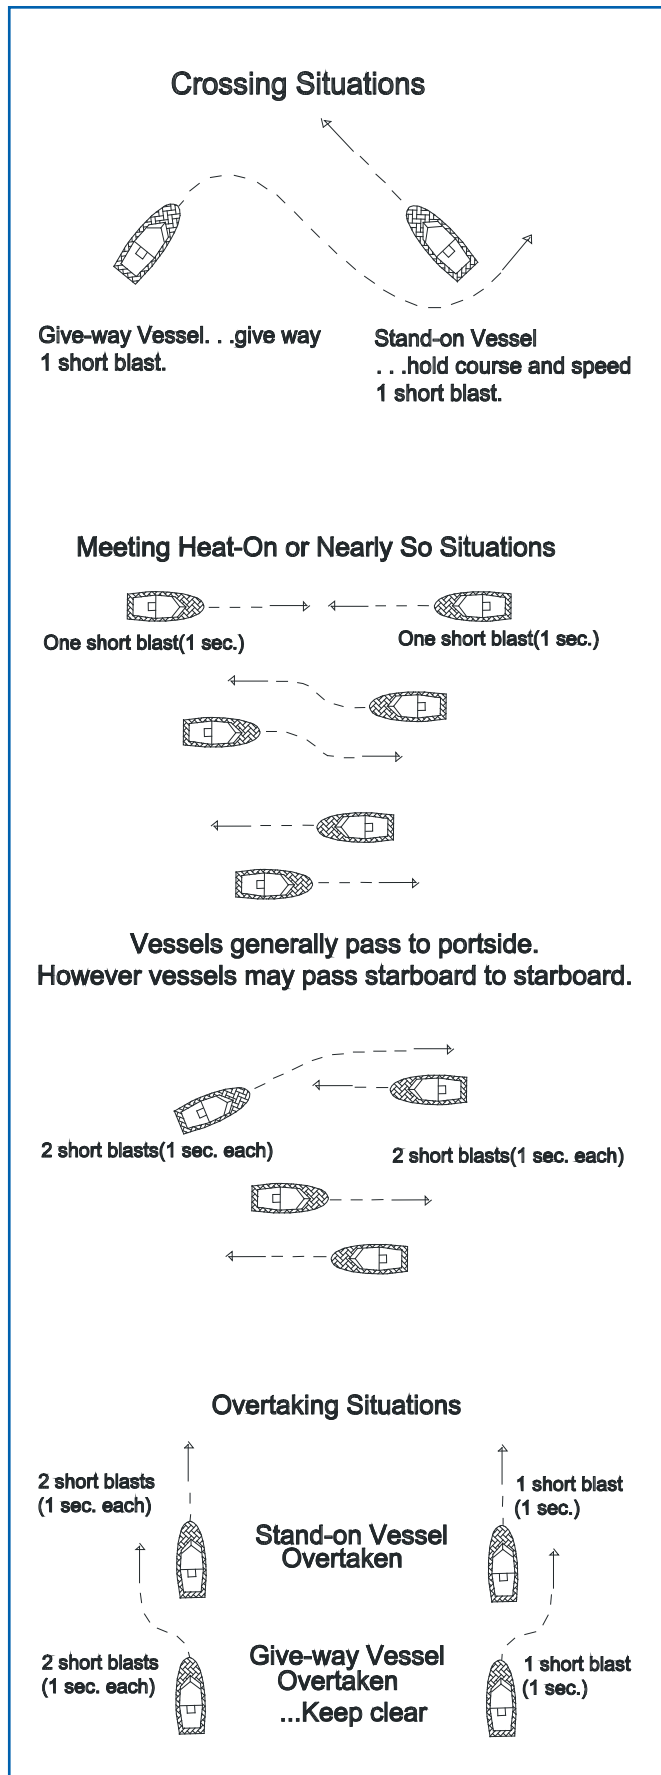 Crossing Situations
Give-way Vessel. . .give way
1 short blast.
Stand-on Vessel
. . .hold course and speed
1 short blast.
Meeting Heat-On or Nearly So Situations
One short blast(1 sec.)
One short blast(1 sec.)
Vessels generally pass to portside.
However vessels may pass starboard to starboard.
2 short blasts(1 sec. each)
2 short blasts(1 sec. each)
Overtaking Situations
2 short blasts
(1 sec. each)
1 short blast
(1 sec.)
Stand-on Vessel
Overtaken
2 short blasts
(1 sec. each)
Give-way Vessel
Overtaken
...Keep clear
1 short blast
(1 sec.)